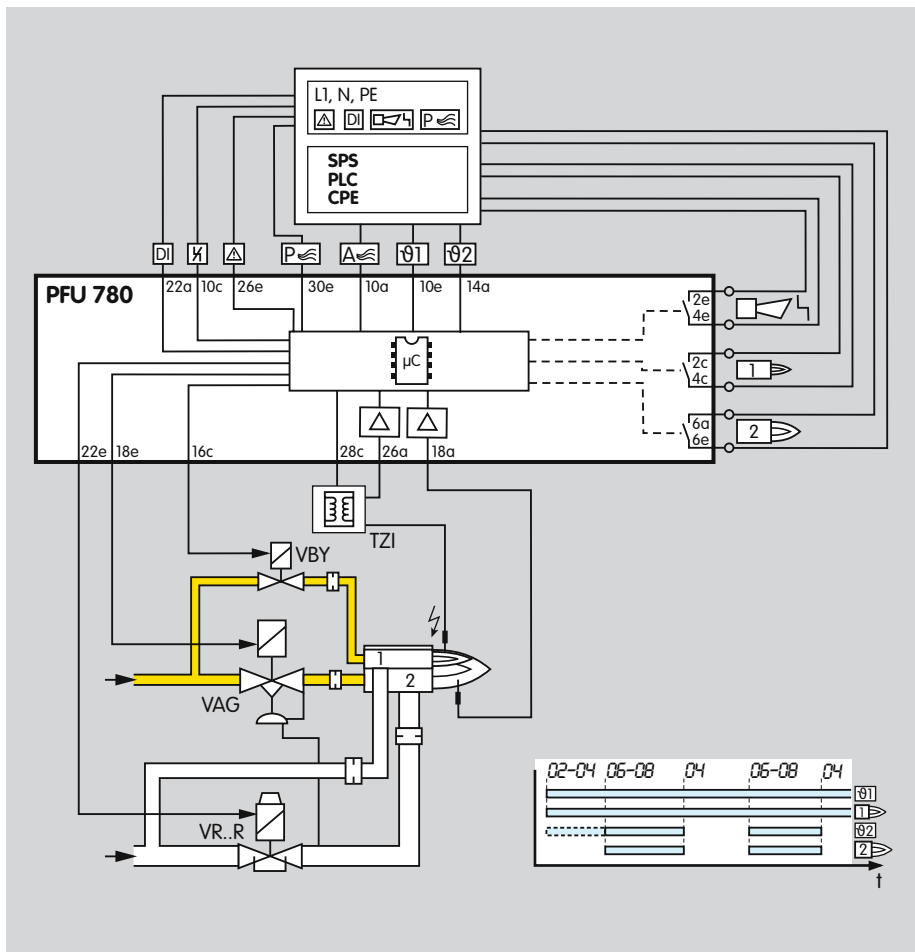 L1, N, PE
DI
P
SPS
PLC
CPE
DI
P
A
ϑ1
ϑ2
PFU 780
22a
10c
26e
30e
10a
10e
14a
2e
4e
µC
2c
4c
1
6a
6e
2
22e
18e
16c
28c
26a
18a
TZI
VBY
1
2
VAG
VR..R
02-04 06-08 04 06-08 04
ϑ1
1
ϑ2
2
t